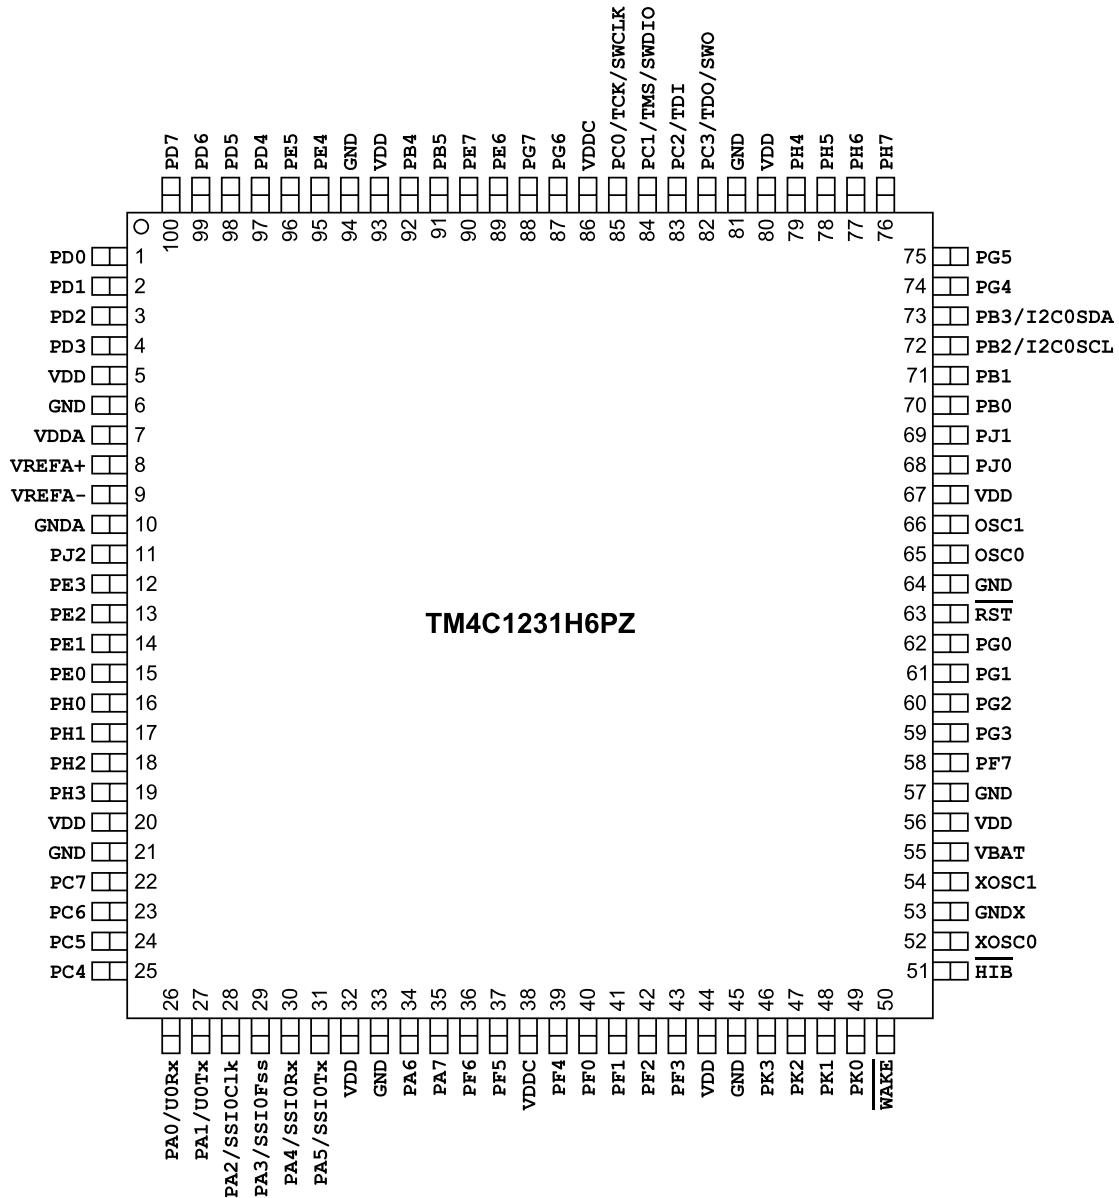 PC0/TCK/SWCLK
PC1/TMS/SWDIO
PC2/TDI
PC3/TDO/SWO
PD7 PD6 PD5 PD4 PE5 PE4 GND VDD PB4 PB5 PE7 PE6 PG7 PG6 VDDC GND VDD PH4 PH5 PH6 PH7
100 99 98 97 96 95 94 93 92 91 90 89 88 87 86 85 84 83 82 81 80 79 78 77 76
PD0 1 75 PG5
PD1 2 74 PG4
PD2 3 73 PB3/I2C0SDA
PD3 4 72 PB2/I2C0SCL
VDD 5 71 PB1
GND 6 70 PB0
VDDA 7 69 PJ1
VREFA+ 8 68 PJ0
VREFA- 9 67 VDD
GNDA 10 66 OSC1
PJ2 11 65 OSC0
PE3 12 64 GND
PE2 13 63 RST
TM4C1231H6PZ
PE1 14 62 PG0
PE0 15 61 PG1
PH0 16 60 PG2
PH1 17 59 PG3
PH2 18 58 PF7
PH3 19 57 GND
VDD 20 56 VDD
GND 21 55 VBAT
PC7 22 54 XOSC1
PC6 23 53 GNDX
PC5 24 52 XOSC0
PC4 25 51 HIB
26 27 28 29 30 31 32 33 34 35 36 37 38 39 40 41 42 43 44 45 46 47 48 49 50
PA0/U0Rx PA1/U0Tx PA2/SSI0Clk PA3/SSI0Fss PA4/SSI0Rx PA5/SSI0Tx VDD GND PA6 PA7 PF6 PF5 VDDC PF4 PF0 PF1 PF2 PF3 VDD GND PK3 PK2 PK1 PK0 WAKE